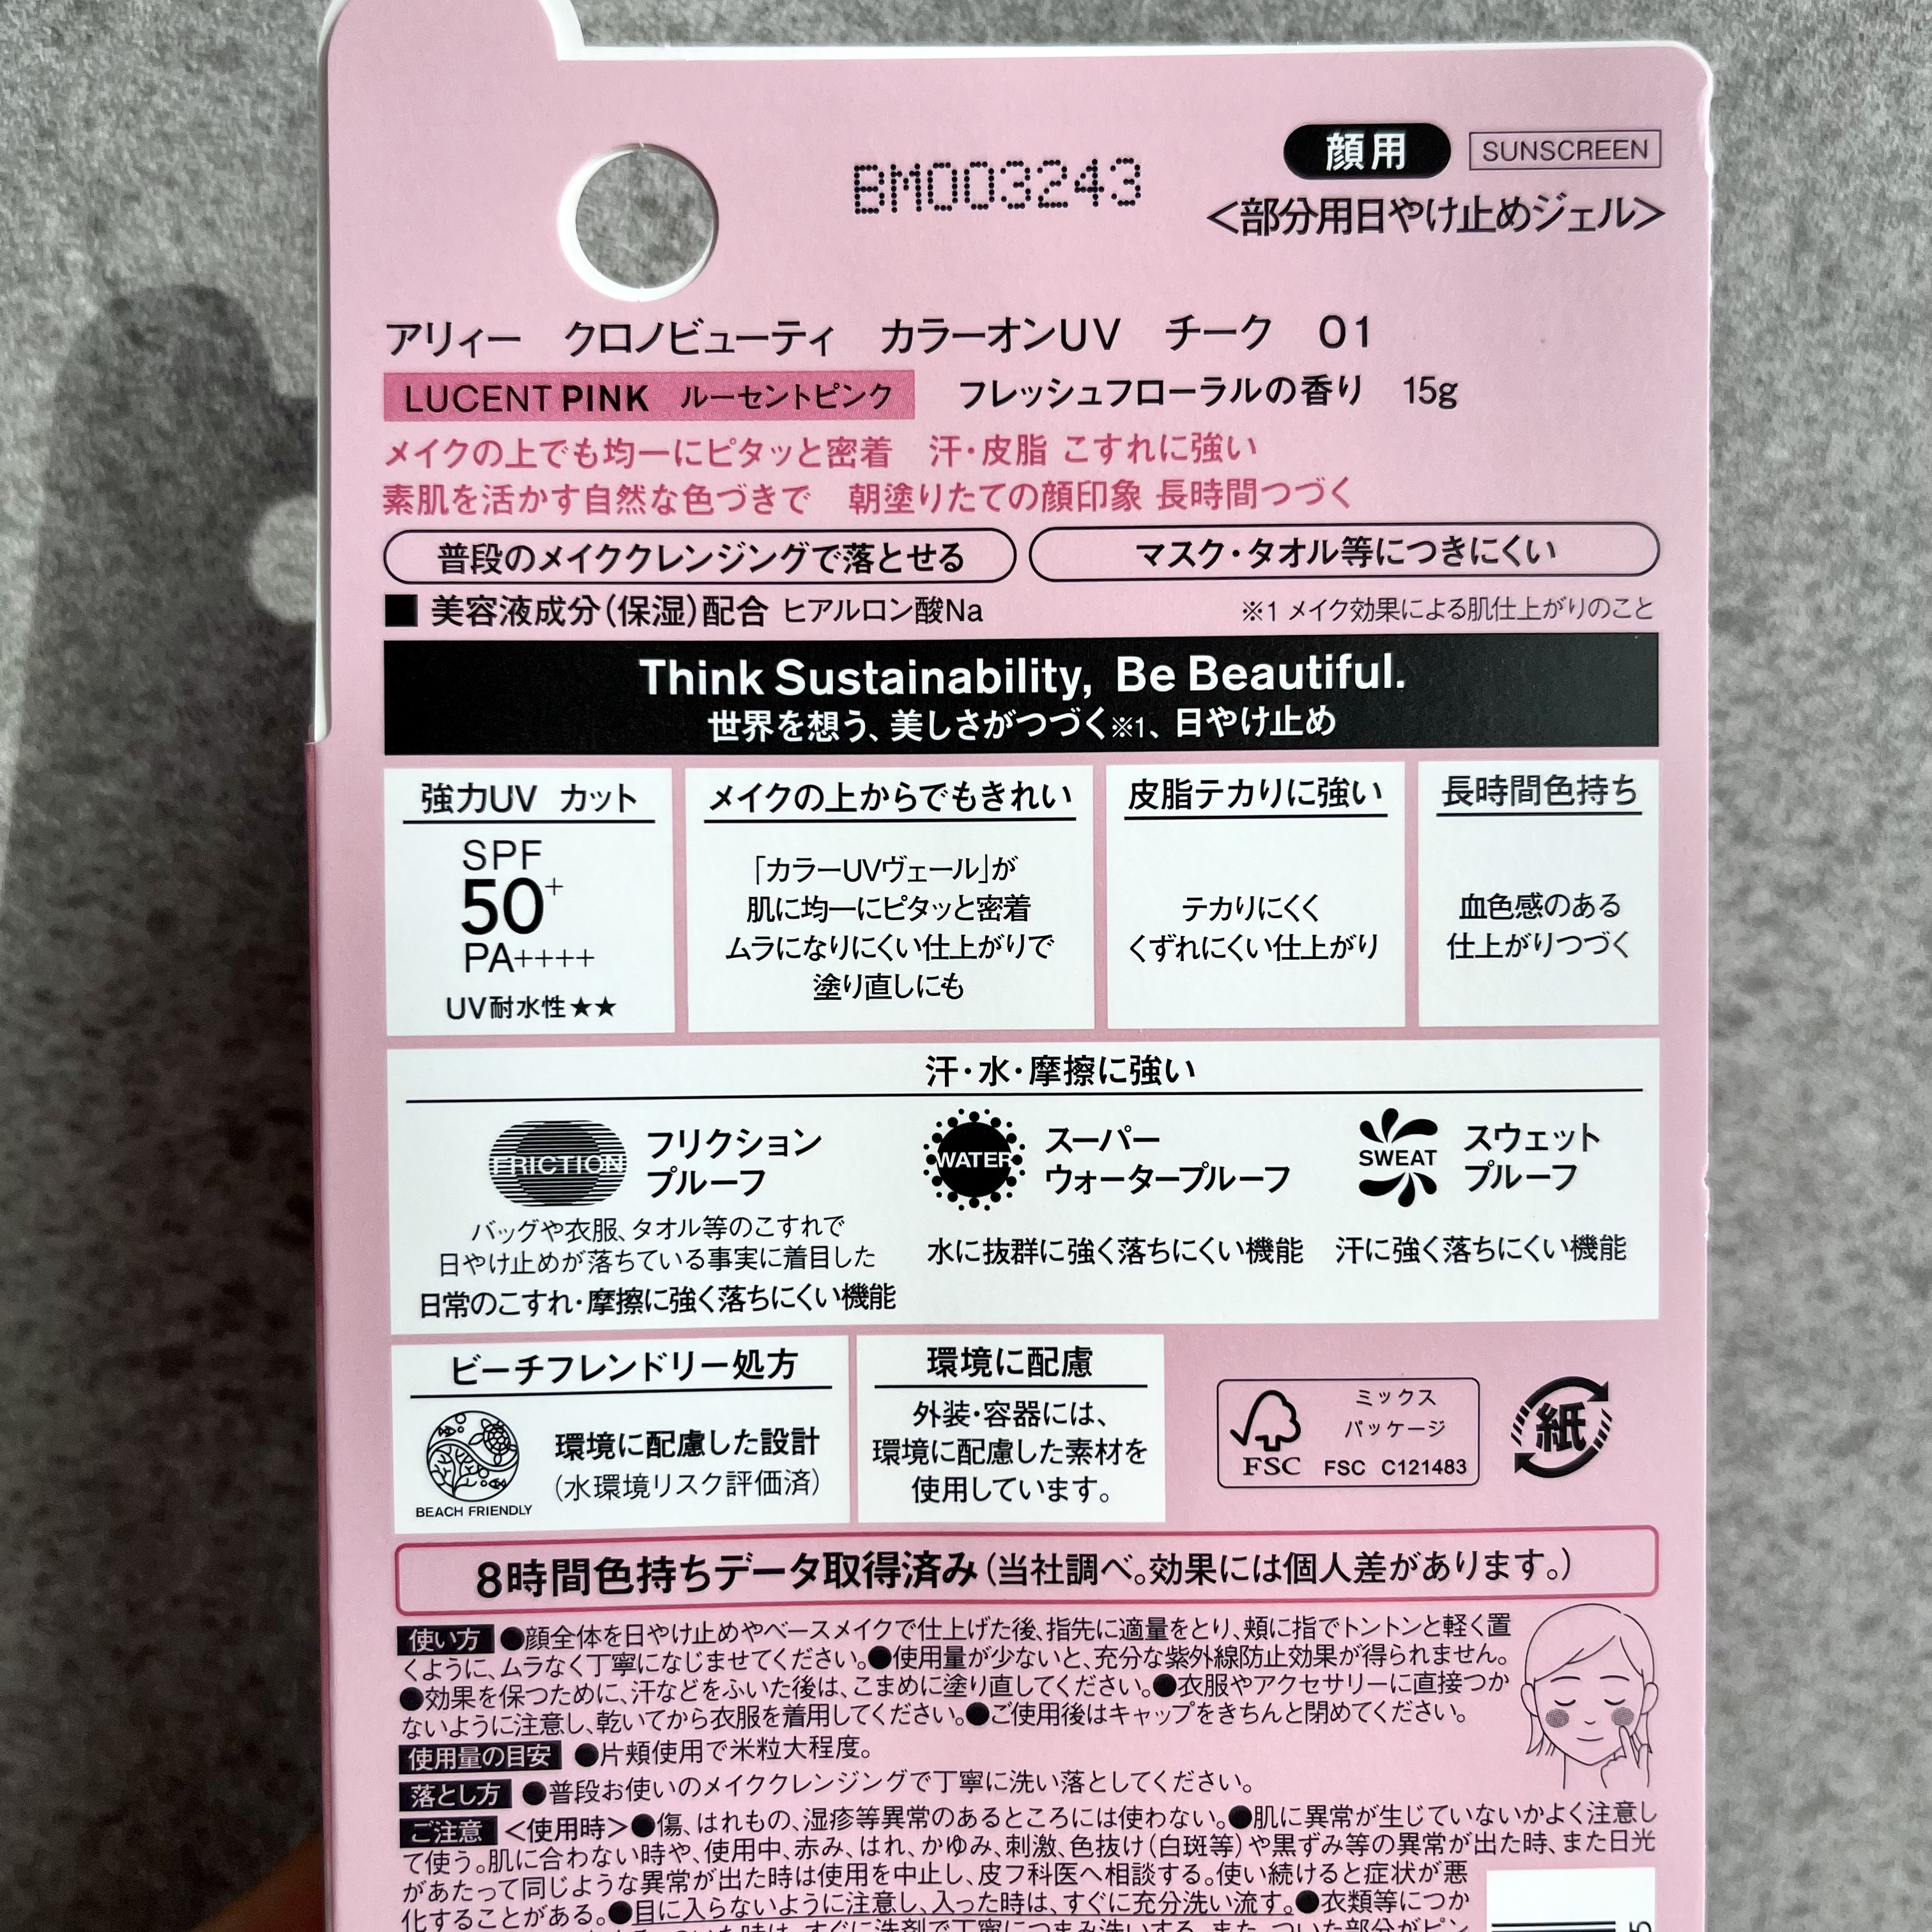 顔用 SUNSCREEN
BM003243
<部分用日やけ止めジェル>
アリィー クロノビューティ カラーオンUV チーク 01
LUCENT PINK ルーセントピンク フレッシュフローラルの香り 15g
メイクの上でも均一にピタッと密着 汗・皮脂 こすれに強い
素肌を活かす自然な色づきで 朝塗りたての顔印象 長時間つづく
普段のメイククレンジングで落とせる マスク・タオル等につきにくい
■ 美容液成分(保湿)配合 ヒアルロン酸Na ※1 メイク効果による肌仕上がりのこと
Think Sustainability, Be Beautiful.
世界を想う、美しさがつづく※1、日やけ止め
強力UV カット
SPF
50+
PA++++
UV耐水性★★
メイクの上からでもきれい
「カラーUVヴェール」が
肌に均一にピタッと密着
ムラになりにくい仕上がりで
塗り直しにも
皮脂テカりに強い
テカりにくく
くずれにくい仕上がり
長時間色持ち
血色感のある
仕上がりつづく
汗・水・摩擦に強い
FRICTION
フリクション
プルーフ
バッグや衣服、タオル等のこすれで
日やけ止めが落ちている事実に着目した
日常のこすれ・摩擦に強く落ちにくい機能
WATER
スーパー
ウォータープルーフ
水に抜群に強く落ちにくい機能
SWEAT
スウェット
プルーフ
汗に強く落ちにくい機能
ビーチフレンドリー処方
環境に配慮した設計
(水環境リスク評価済)
BEACH FRIENDLY
環境に配慮
外装・容器には、
環境に配慮した素材を
使用しています。
ミックス
パッケージ
FSC FSC C121483
紙
8時間色持ちデータ取得済み(当社調べ。効果には個人差があります。)
使い方 ●顔全体を日やけ止めやベースメイクで仕上げた後、指先に適量をとり、頬に指でトントンと軽く置
くように、ムラなく丁寧になじませてください。●使用量が少ないと、充分な紫外線防止効果が得られません。
●効果を保つために、汗などをふいた後は、こまめに塗り直してください。●衣服やアクセサリーに直接つか
ないように注意し、乾いてから衣服を着用してください。●ご使用後はキャップをきちんと閉めてください。
使用量の目安 ●片頬使用で米粒大程度。
落とし方 ●普段お使いのメイククレンジングで丁寧に洗い落としてください。
ご注意 <使用時>●傷、はれもの、湿疹等異常のあるところには使わない。●肌に異常が生じていないかよく注意し
て使う。肌に合わない時や、使用中、赤み、はれ、かゆみ、刺激、色抜け(白斑等)や黒ずみ等の異常が出た時、また日光
があたって同じような異常が出た時は使用を中止し、皮フ科医へ相談する。使い続けると症状が悪
化することがある。●目に入らないように注意し、入った時は、すぐに充分洗い流す。●衣類等につか
時は、すぐに洗剤で丁寧につまみ洗いする。また、ついた部分がピン
5